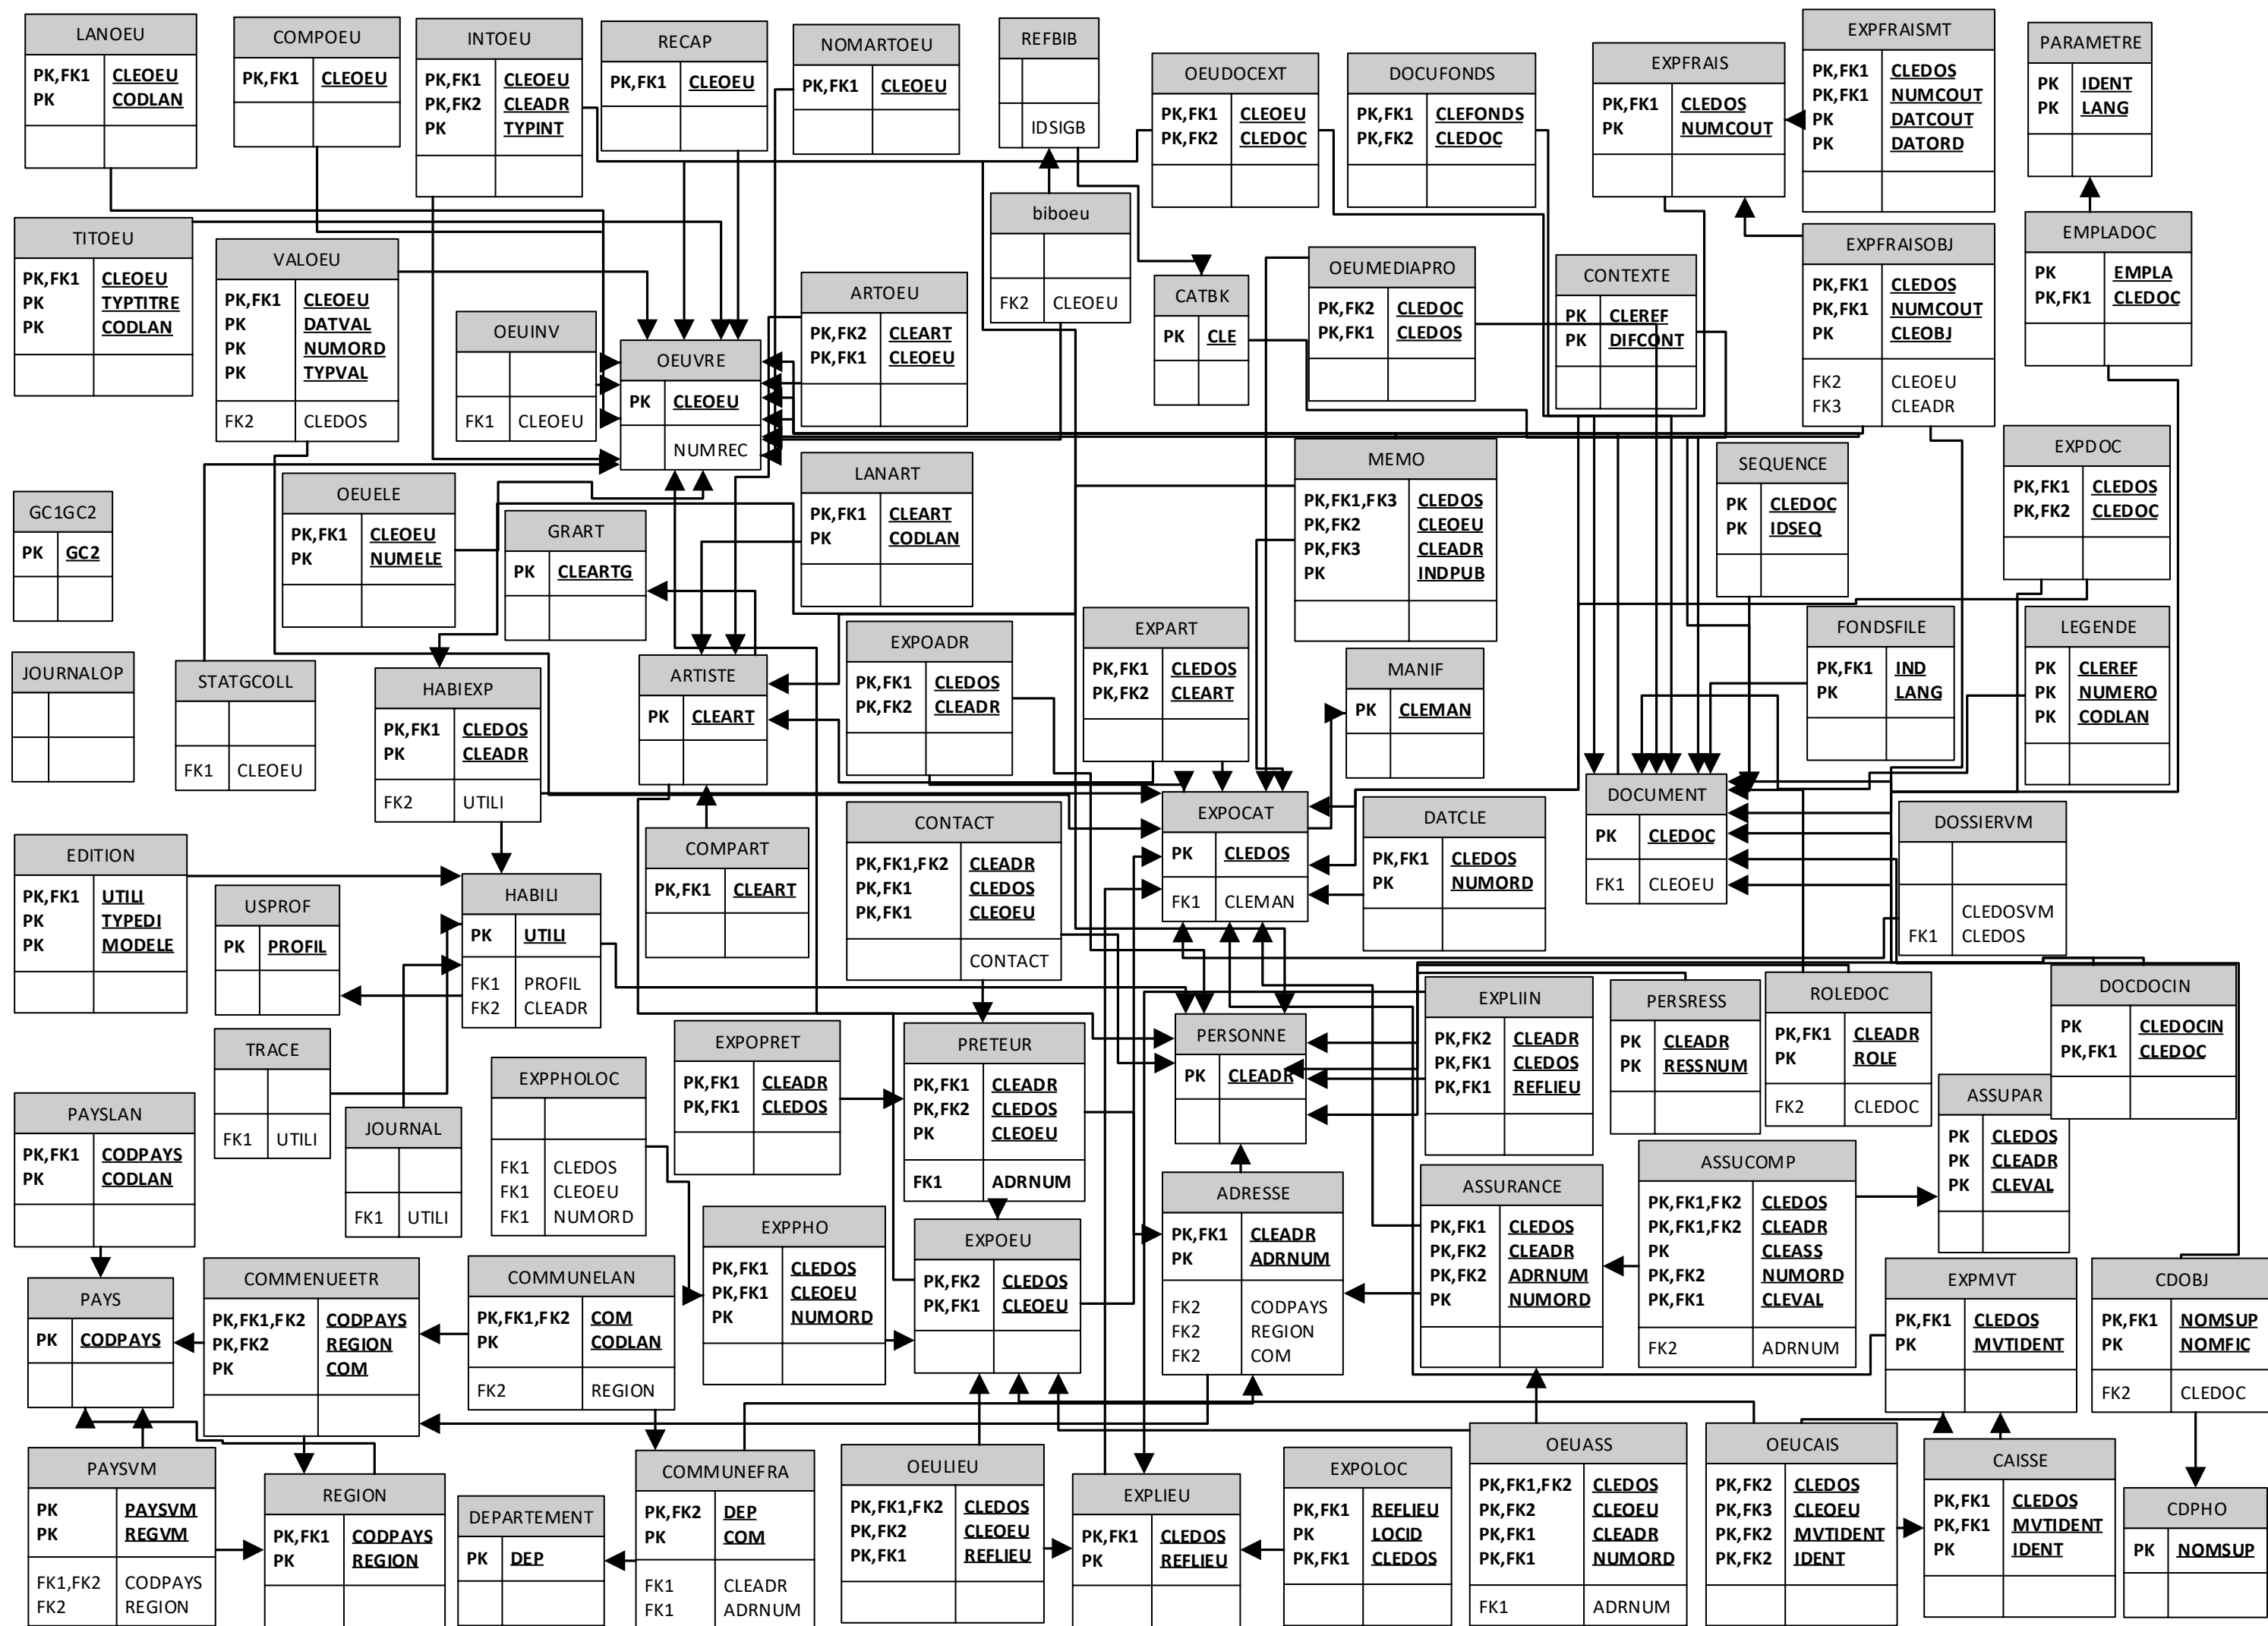 LANOEU
PK,FK1 CLEOEU
PK CODLAN
COMPOEU
PK,FK1 CLEOEU
INTOEU
PK,FK1 CLEOEU
PK,FK2 CLEADR
PK TYPINT
RECAP
PK,FK1 CLEOEU
NOMARTOEU
PK,FK1 CLEOEU
REFBIB
IDSIGB
OEUDOCEXT
PK,FK1 CLEOEU
PK,FK2 CLEDOC
DOCUFONDS
PK,FK1 CLEFONDS
PK,FK2 CLEDOC
EXPFRAIS
PK,FK1 CLEDOS
PK NUMCOUT
EXPFRAISMT
PK,FK1 CLEDOS
PK,FK1 NUMCOUT
PK DATCOUT
PK DATORD
PARAMETRE
PK IDENT
PK LANG
TITOEU
PK,FK1 CLEOEU
PK TYPTITRE
PK CODLAN
VALOEU
PK,FK1 CLEOEU
PK DATVAL
PK NUMORD
PK TYPVAL
FK2 CLEDOS
OEUINV
FK1 CLEOEU
OEUVRE
PK CLEOEU
NUMREC
ARTOEU
PK,FK2 CLEART
PK,FK1 CLEOEU
biboeu
FK2 CLEOEU
CATBK
PK CLE
OEUMEDIAPRO
PK,FK2 CLEDOC
PK,FK1 CLEDOS
CONTEXTE
PK CLEREF
PK DIFCONT
EXPFRAISOBJ
PK,FK1 CLEDOS
PK,FK1 NUMCOUT
PK CLEOBJ
FK2 CLEOEU
FK3 CLEADR
EMPLADOC
PK EMPLA
PK,FK1 CLEDOC
GC1GC2
PK GC2
OEUELE
PK,FK1 CLEOEU
PK NUMELE
GRART
PK CLEARTG
LANART
PK,FK1 CLEART
PK CODLAN
MEMO
PK,FK1,FK3 CLEDOS
PK,FK2 CLEOEU
PK,FK3 CLEADR
PK INDPUB
SEQUENCE
PK CLEDOC
PK IDSEQ
EXPDOC
PK,FK1 CLEDOS
PK,FK2 CLEDOC
JOURNALOP
STATGCOLL
FK1 CLEOEU
HABIEXP
PK,FK1 CLEDOS
PK CLEADR
FK2 UTILI
ARTISTE
PK CLEART
EXPOADR
PK,FK1 CLEDOS
PK,FK2 CLEADR
EXPART
PK,FK1 CLEDOS
PK,FK2 CLEART
MANIF
PK CLEMAN
FONDSFILE
PK,FK1 IND
PK LANG
LEGENDE
PK CLEREF
PK NUMERO
PK CODLAN
EDITION
PK,FK1 UTILI
PK TYPEDI
PK MODELE
USPROF
PK PROFIL
HABILI
PK UTILI
FK1 PROFIL
FK2 CLEADR
COMPART
PK,FK1 CLEART
CONTACT
PK,FK1,FK2 CLEADR
PK,FK1 CLEDOS
PK,FK1 CLEOEU
CONTACT
EXPOCAT
PK CLEDOS
FK1 CLEMAN
DATCLE
PK,FK1 CLEDOS
PK NUMORD
DOCUMENT
PK CLEDOC
FK1 CLEOEU
DOSSIERVM
CLEDOSVM
FK1 CLEDOS
TRACE
FK1 UTILI
JOURNAL
FK1 UTILI
EXPPHOLOC
FK1 CLEDOS
FK1 CLEOEU
FK1 NUMORD
EXPOPRET
PK,FK1 CLEADR
PK,FK1 CLEDOS
PRETEUR
PK,FK1 CLEADR
PK,FK2 CLEDOS
PK CLEOEU
FK1 ADRNUM
PERSONNE
PK CLEADR
EXPLIIN
PK,FK2 CLEADR
PK,FK1 CLEDOS
PK,FK1 REFLIEU
PERSRESS
PK CLEADR
PK RESSNUM
ROLEDOC
PK,FK1 CLEADR
PK ROLE
FK2 CLEDOC
DOCDOCIN
PK CLEDOCIN
PK,FK1 CLEDOC
ASSUPAR
PK CLEDOS
PK CLEADR
PK CLEVAL
PAYSLAN
PK,FK1 CODPAYS
PK CODLAN
PAYS
PK CODPAYS
COMMENUEETR
PK,FK1,FK2 CODPAYS
PK,FK2 REGION
PK COM
COMMUNELAN
PK,FK1,FK2 COM
PK CODLAN
FK2 REGION
EXPPHO
PK,FK1 CLEDOS
PK,FK1 CLEOEU
PK NUMORD
EXPOEU
PK,FK2 CLEDOS
PK,FK1 CLEOEU
ADRESSE
PK,FK1 CLEADR
PK ADRNUM
FK2 CODPAYS
FK2 REGION
FK2 COM
ASSURANCE
PK,FK1 CLEDOS
PK,FK2 CLEADR
PK,FK2 ADRNUM
PK NUMORD
ASSUCOMP
PK,FK1,FK2 CLEDOS
PK,FK1,FK2 CLEADR
PK CLEASS
PK,FK2 NUMORD
PK,FK1 CLEVAL
FK2 ADRNUM
EXPMVT
PK,FK1 CLEDOS
PK MVTIDENT
CDOBJ
PK,FK1 NOMSUP
PK NOMFIC
FK2 CLEDOC
PAYSVM
PK PAYSVM
PK REGVM
FK1,FK2 CODPAYS
FK2 REGION
REGION
PK,FK1 CODPAYS
PK REGION
DEPARTEMENT
PK DEP
COMMUNEFRA
PK,FK2 DEP
PK COM
FK1 CLEADR
FK1 ADRNUM
OEULIEU
PK,FK1,FK2 CLEDOS
PK,FK2 CLEOEU
PK,FK1 REFLIEU
EXPLIEU
PK,FK1 CLEDOS
PK REFLIEU
EXPOLOC
PK,FK1 REFLIEU
PK LOCID
PK,FK1 CLEDOS
OEUASS
PK,FK1,FK2 CLEDOS
PK,FK2 CLEOEU
PK,FK1 CLEADR
PK,FK1 NUMORD
FK1 ADRNUM
OEUCAIS
PK,FK2 CLEDOS
PK,FK3 CLEOEU
PK,FK2 MVTIDENT
PK,FK2 IDENT
CAISSE
PK,FK1 CLEDOS
PK,FK1 MVTIDENT
PK IDENT
CDPHO
PK NOMSUP